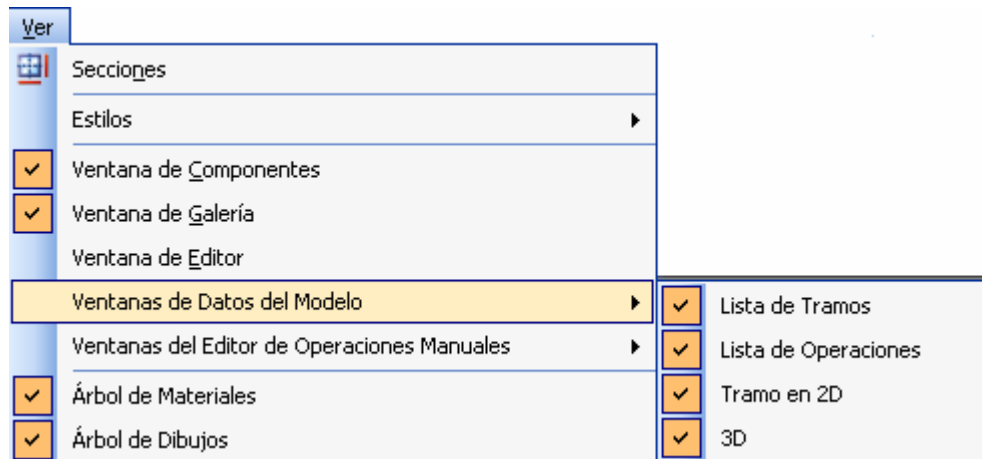 Ver
Secciones
Estilos
Ventana de Componentes
Ventana de Galería
Ventana de Editor
Ventanas de Datos del Modelo
Lista de Tramos
Ventanas del Editor de Operaciones Manuales
Lista de Operaciones
Árbol de Materiales
Tramo en 2D
Árbol de Dibujos
3D